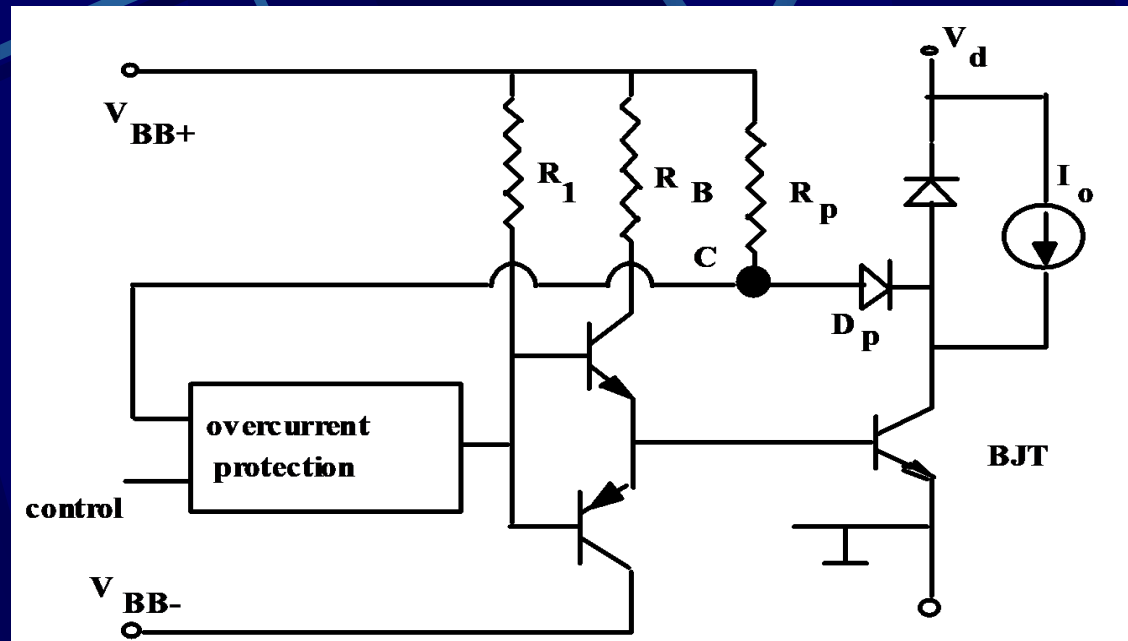 V d
V BB+
R 1
R B
R p
I o
C
D p
overcurrent
protection
BJT
control
V BB-